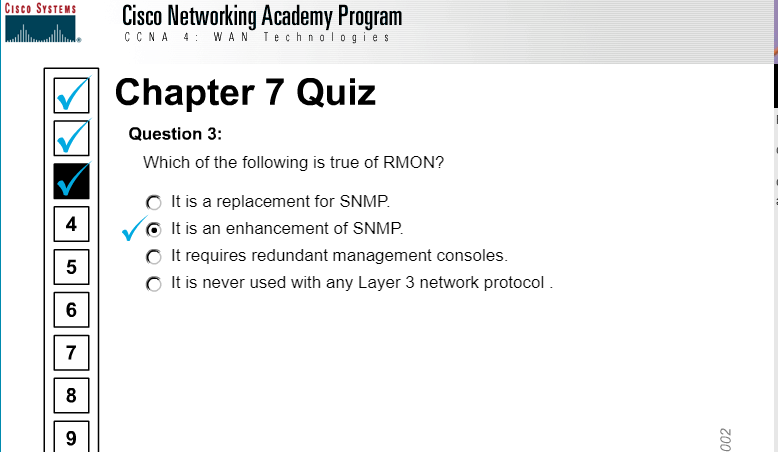 CISCO SYSTEMS
Cisco Networking Academy Program
CCNA 4: WAN Technologies
Chapter 7 Quiz
Question 3:
Which of the following is true of RMON?
It is a replacement for SNMP.
It is an enhancement of SNMP.
It requires redundant management consoles.
It is never used with any Layer 3 network protocol .
4
5
6
7
8
9
002